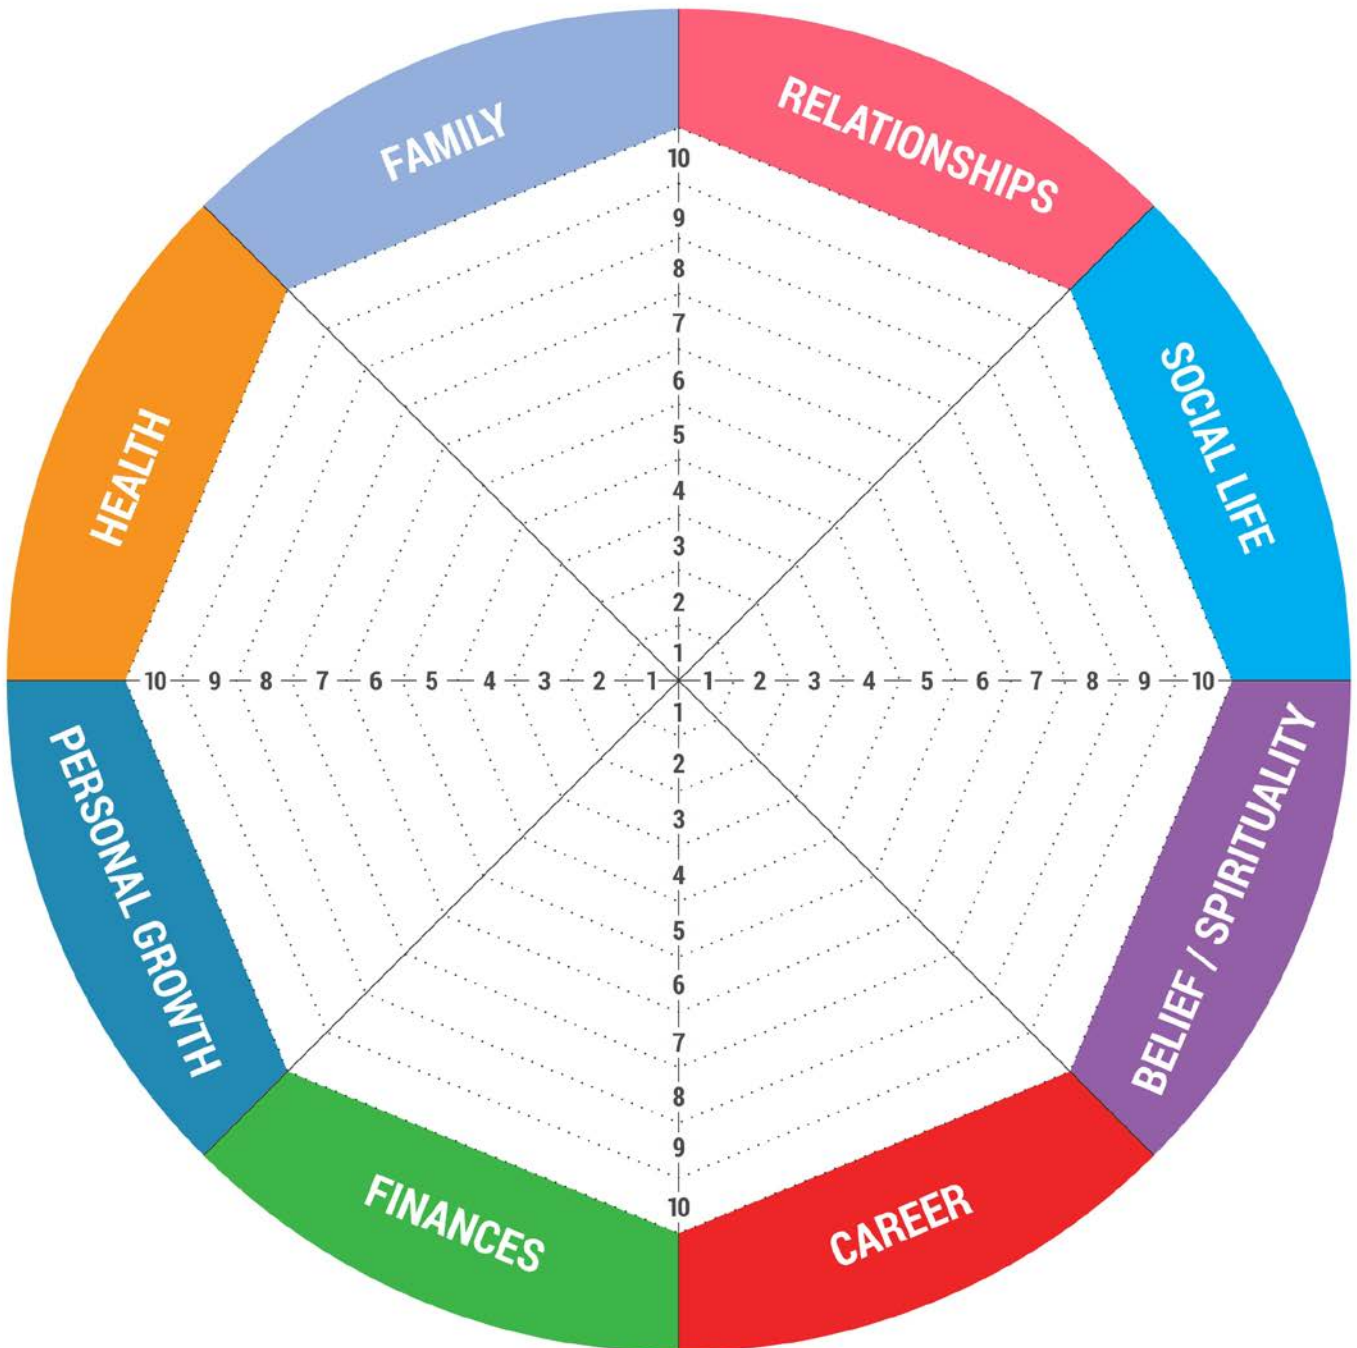 FAMILY
RELATIONSHIPS
HEALTH
SOCIAL LIFE
10
9
8
7
6
5
4
3
2
1
10 9 8 7 6 5 4 3 2 1 1 2 3 4 5 6 7 8 9 10
1
2
3
4
5
6
7
8
9
10
PERSONAL GROWTH
BELIEF / SPIRITUALITY
FINANCES
CAREER